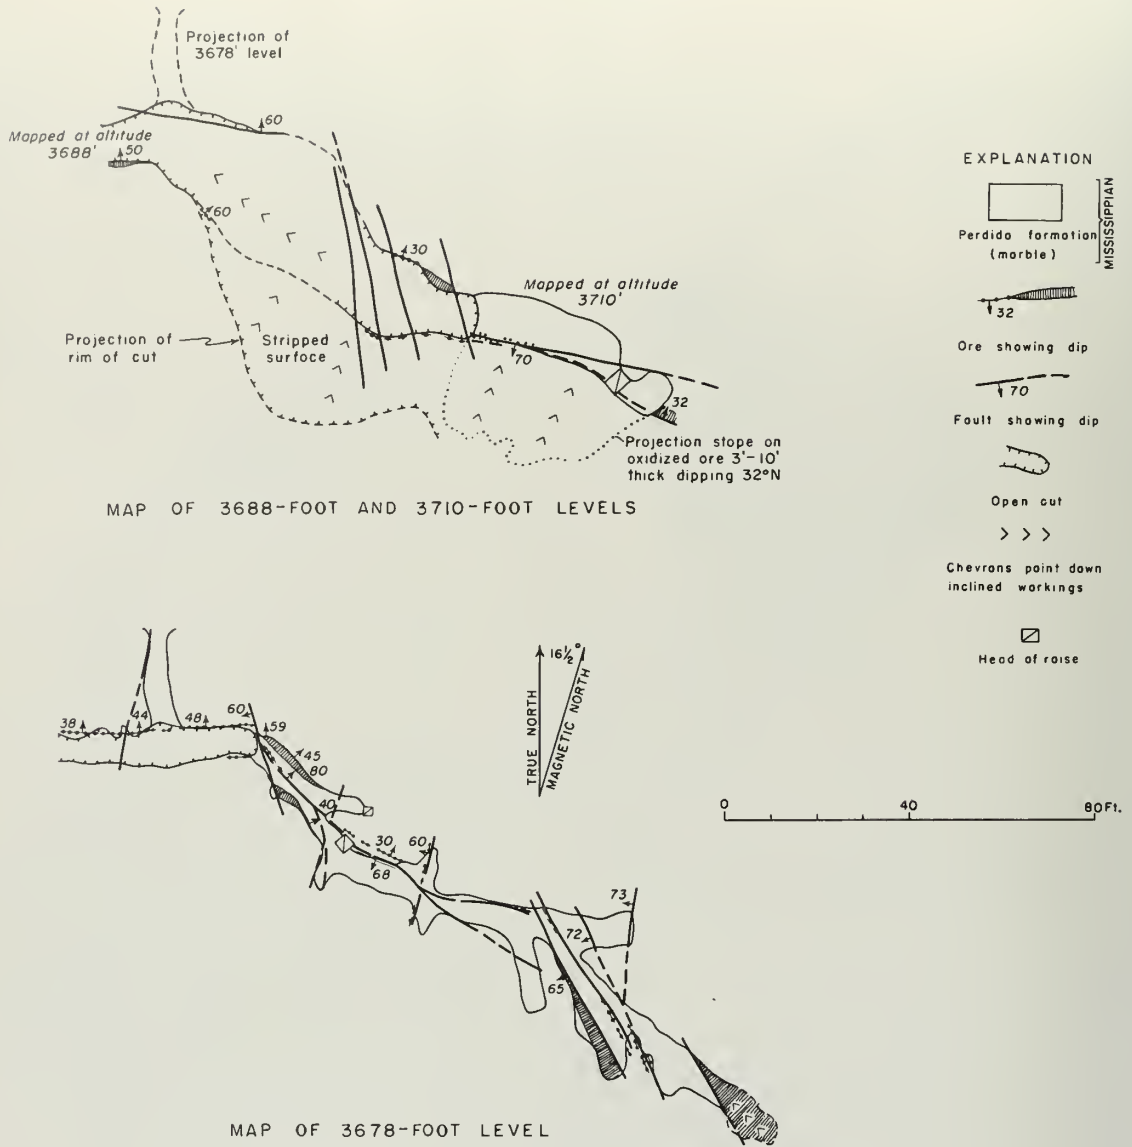 Projection of
3678' level
60
Mapped at altitude
3688'
50
60
30
Mapped at altitude
3710'
Projection of
rim of cut
Stripped
surface
70
32
Projection stope on
oxidized ore 3'-10'
thick dipping 32°N
MAP OF 3688-FOOT AND 3710-FOOT LEVELS
EXPLANATION
Perdido formation
(marble)
MISSISSIPPIAN
32
Ore showing dip
70
Fault showing dip
Open cut
Chevrons point down
inclined workings
Head of raise
TRUE NORTH
16½°
MAGNETIC NORTH
0 40 80 Ft.
38
44
48
60
59
45
80
40
30
60
68
73
72
65
MAP OF 3678-FOOT LEVEL